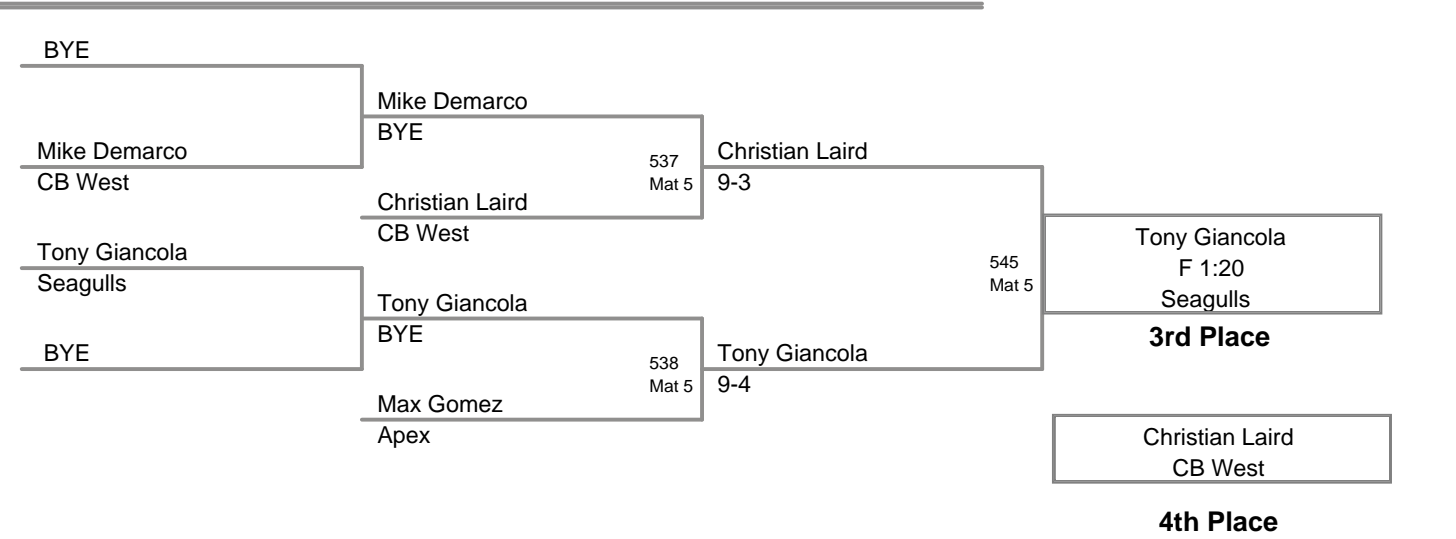 BYE
Mike Demarco
BYE
Mike Demarco
CB West
537
Mat 5
Christian Laird
9-3
Christian Laird
CB West
Tony Giancola
Seagulls
545
Mat 5
Tony Giancola
F 1:20
Seagulls
3rd Place
Tony Giancola
BYE
BYE
538
Mat 5
Tony Giancola
9-4
Max Gomez
Apex
Christian Laird
CB West
4th Place